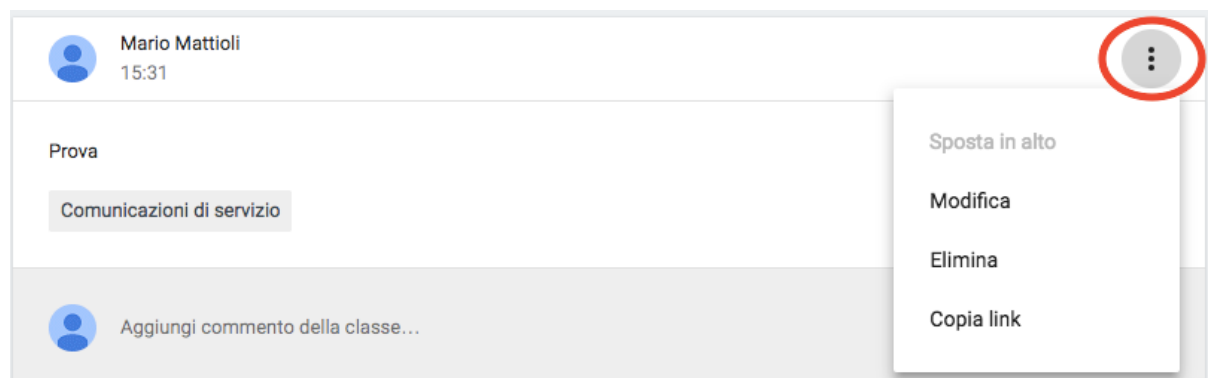 Mario Mattioli
15:31
Prova
Comunicazioni di servizio
Aggiungi commento della classe...
Sposta in alto
Modifica
Elimina
Copia link